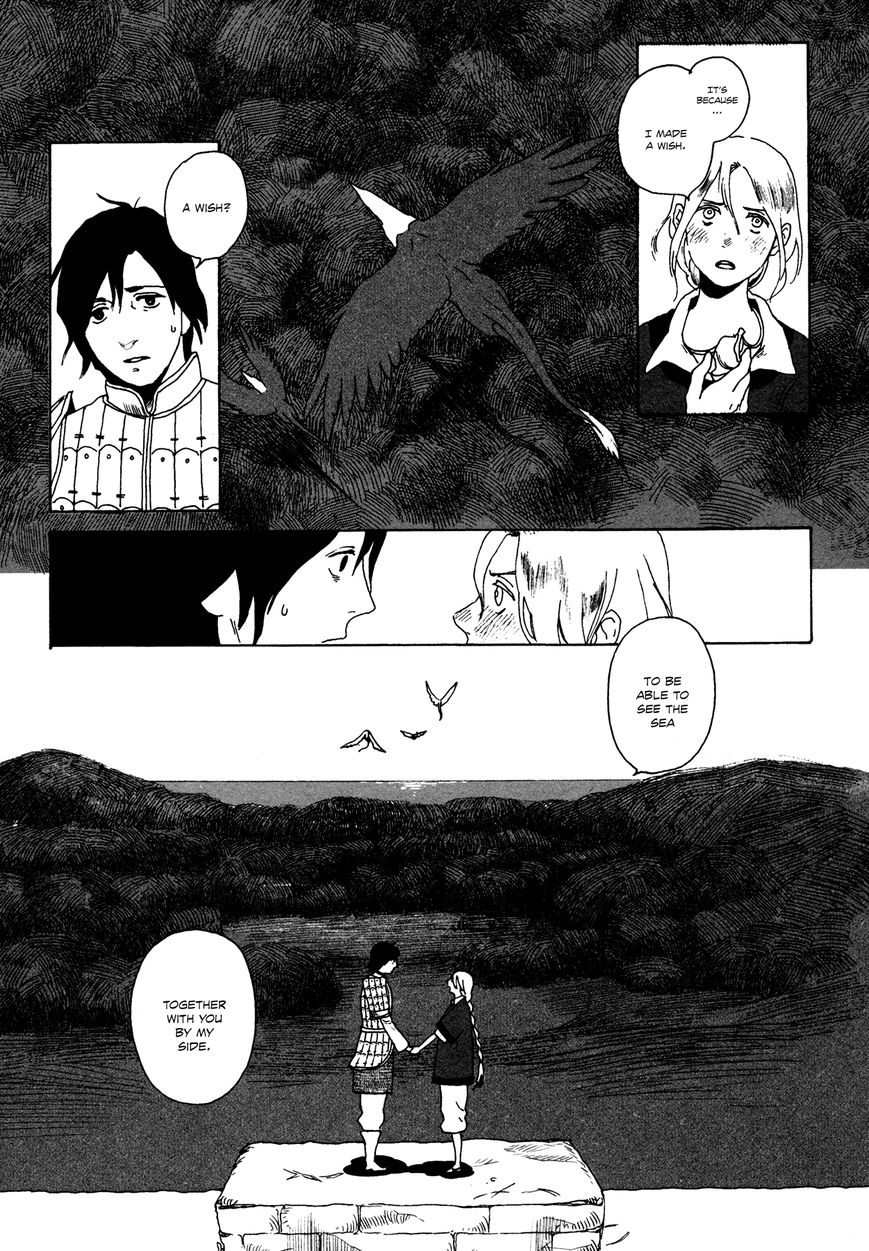 IT'S
BECAUSE
...
I MADE
A WISH.
A WISH?
TO BE
ABLE TO
SEE THE
SEA
TOGETHER
WITH YOU
BY MY
SIDE.